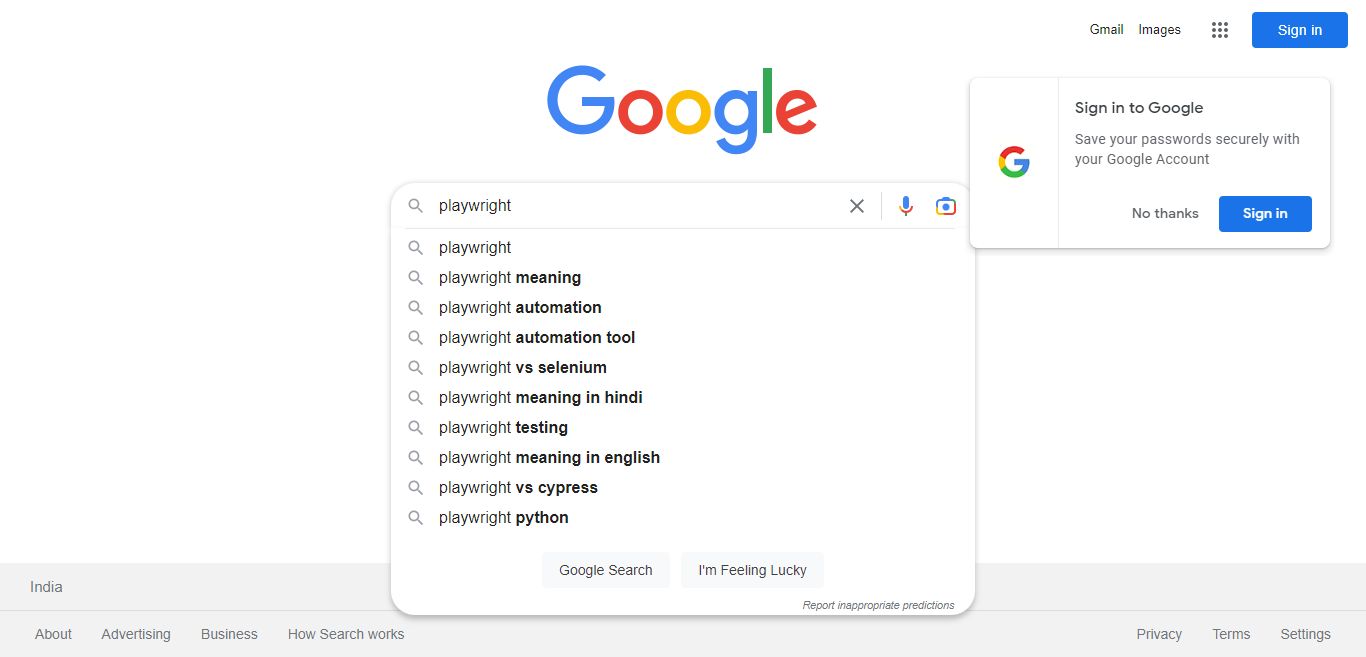 Gmail Images Sign in
Google
Sign in to Google
Save your passwords securely with
your Google Account
No thanks Sign in
playwright
playwright
playwright meaning
playwright automation
playwright automation tool
playwright vs selenium
playwright meaning in hindi
playwright testing
playwright meaning in english
playwright vs cypress
playwright python
Google Search I'm Feeling Lucky
Report inappropriate predictions
India
About Advertising Business How Search works Privacy Terms Settings